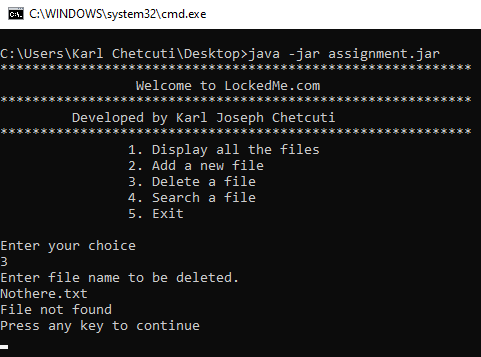 C:\WINDOWS\system32\cmd.exe
C:\Users\Karl Chetcuti\Desktop>java -jar assignment.jar
***********************************************************
Welcome to LockedMe.com
***********************************************************
Developed by Karl Joseph Chetcuti
***********************************************************
1. Display all the files
2. Add a new file
3. Delete a file
4. Search a file
5. Exit
Enter your choice
3
Enter file name to be deleted.
Nothere.txt
File not found
Press any key to continue